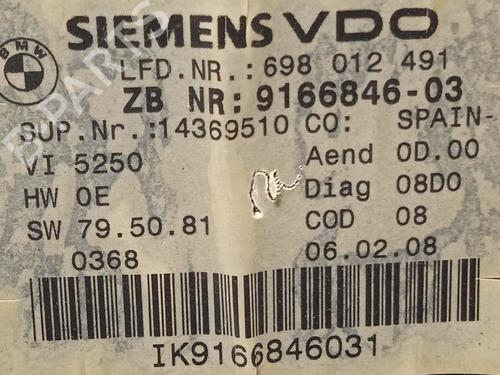 BMW
SIEMENS VDO
LFD.NR.:698 012 491
ZB NR:9166846-03
SUP.Nr.:14369510 CO: SPAIN-
VI 5250 Aend 0D.00
HW 0E Diag 08D0
SW 79.50.81 COD 08
0368 06.02.08
IK9166846031